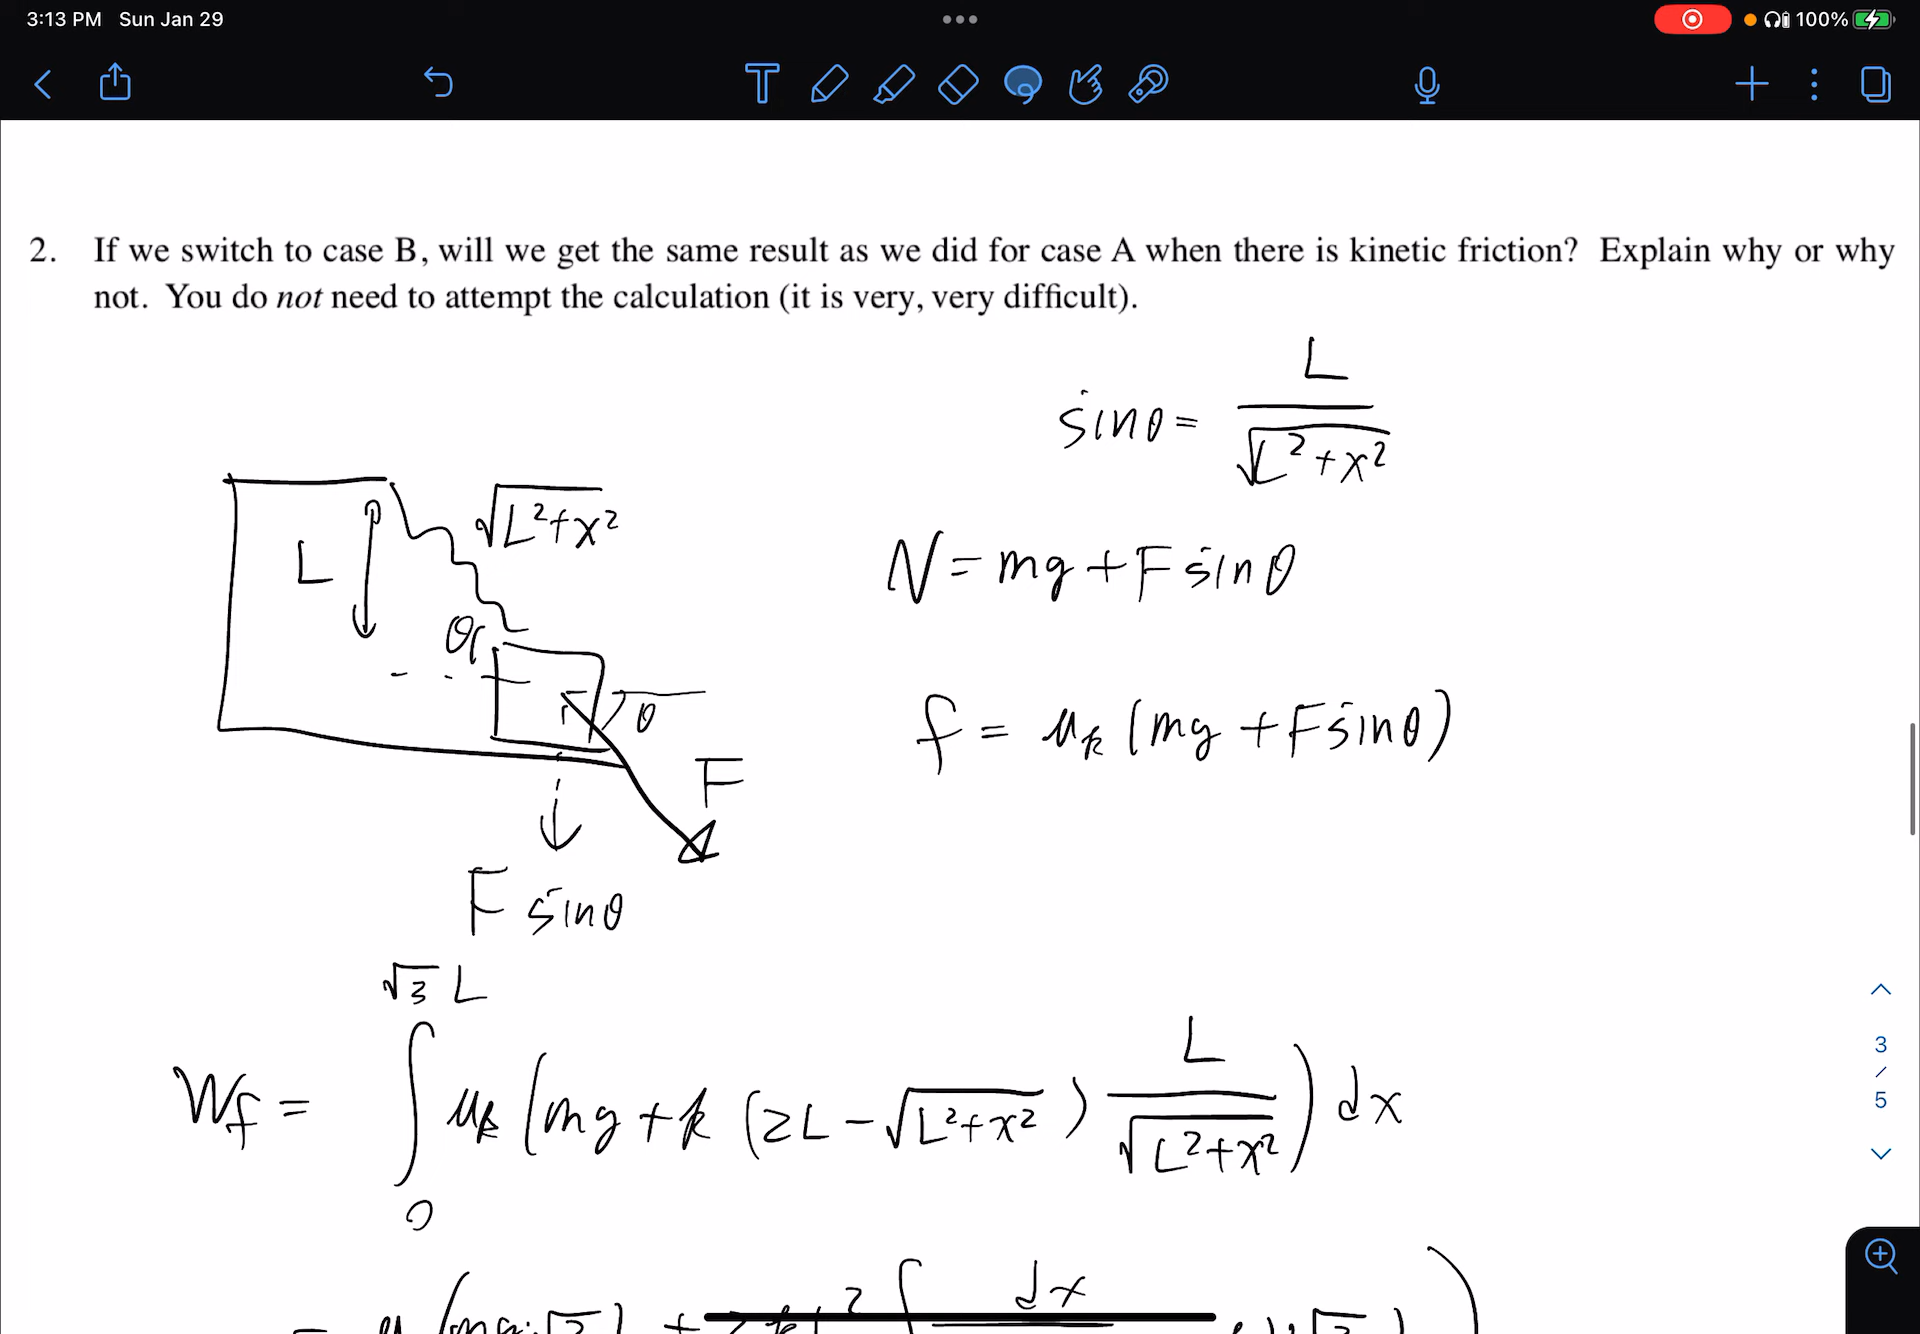 3:13 PM Sun Jan 29
100%
2. If we switch to case B, will we get the same result as we did for case A when there is kinetic friction? Explain why or why
not. You do not need to attempt the calculation (it is very, very difficult).
sinθ = L / √(L²+x²)
√(L²+x²)
L
N = mg + F sinθ
θ
θ
f = μk (mg + F sinθ)
F
F sinθ
Wf = ∫₀^(√3 L) μk (mg + k (2L − √(L²+x²)) L / √(L²+x²)) dx
3
/
5
dx